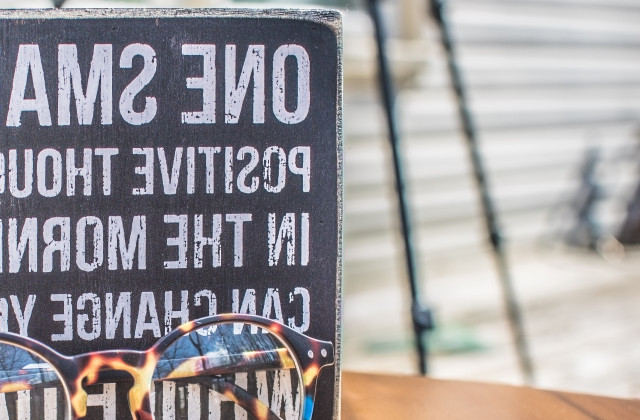 ONE SMA
POSITIVE THOU
IN THE MORN
CAN CHANGE Y